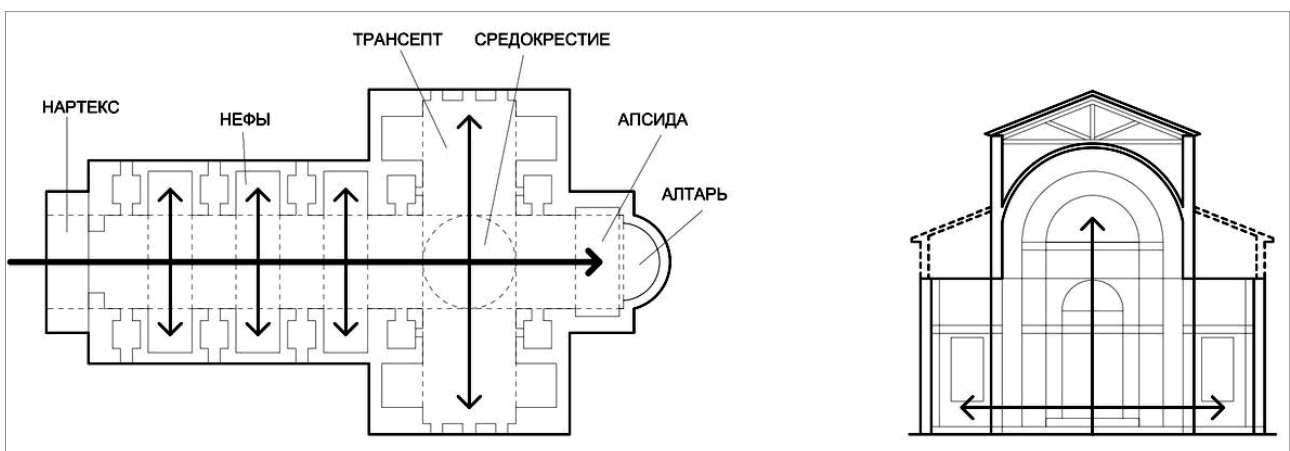 ТРАНСЕПТ
СРЕДОКРЕСТИЕ
НАРТЕКС
НЕФЫ
АПСИДА
АЛТАРЬ